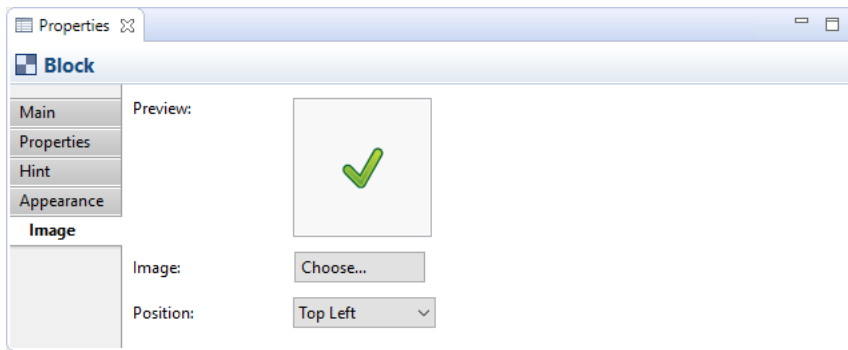 Properties
Block
Main
Properties
Hint
Appearance
Image
Preview:
Image:
Choose...
Position:
Top Left